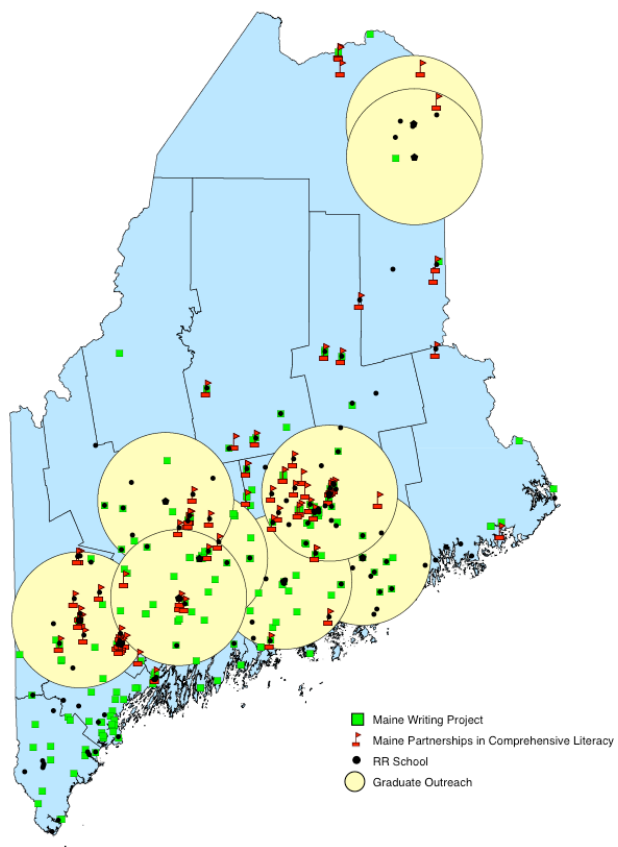 Maine Writing Project
Maine Partnerships in Comprehensive Literacy
RR School
Graduate Outreach